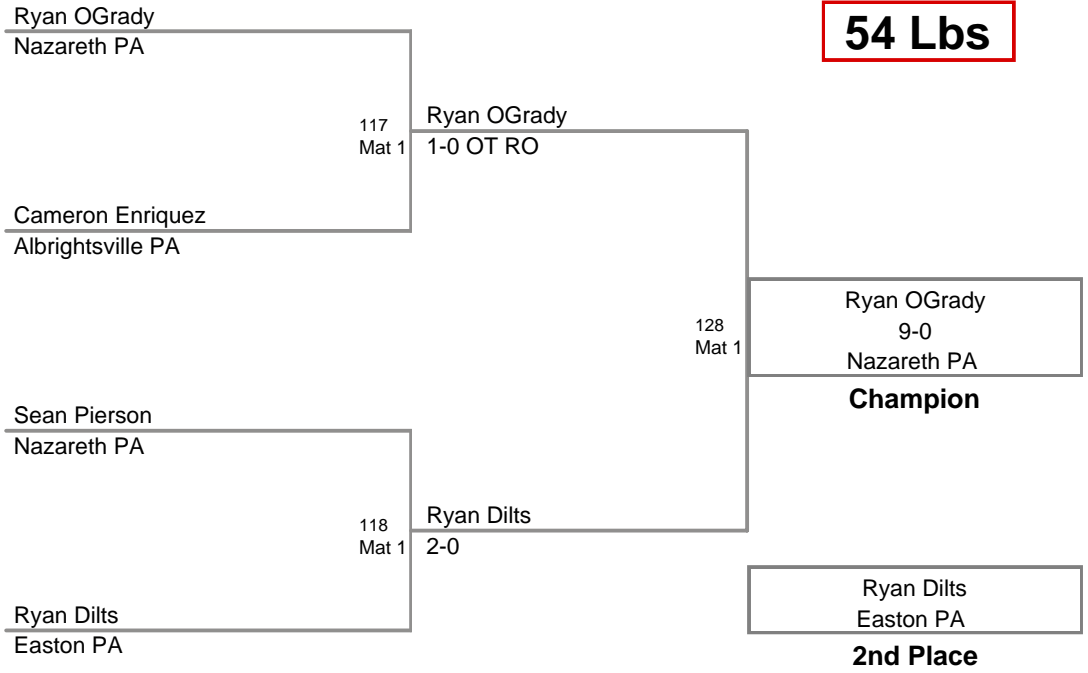 Ryan OGrady
Nazareth PA
54 Lbs
117
Mat 1
Ryan OGrady
1-0 OT RO
Cameron Enriquez
Albrightsville PA
128
Mat 1
Ryan OGrady
9-0
Nazareth PA
Champion
Sean Pierson
Nazareth PA
118
Mat 1
Ryan Dilts
2-0
Ryan Dilts
Easton PA
Ryan Dilts
Easton PA
2nd Place